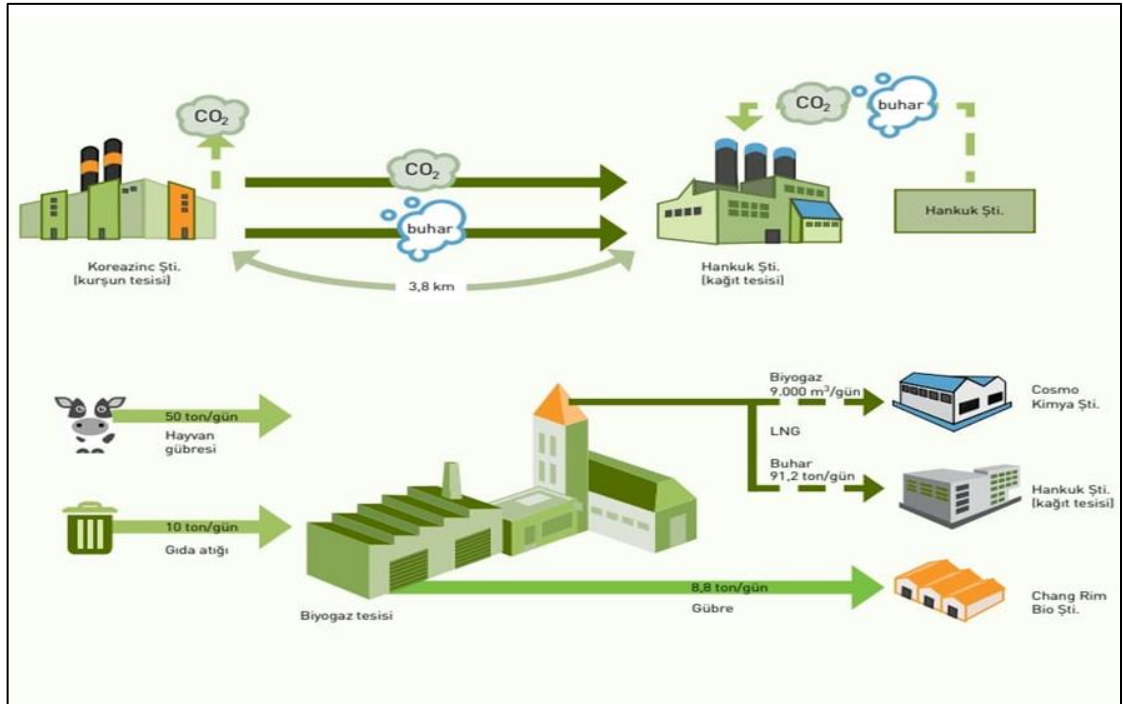 CO₂
CO₂
buhar
CO₂
buhar
Hankuk Şti.
Koreazinc Şti.
(kurşun tesisi)
3,8 km
Hankuk Şti.
(kağıt tesisi)
50 ton/gün
Hayvan
gübresi
10 ton/gün
Gıda atığı
Biyogaz tesisi
Biyogaz
9.000 m³/gün
LNG
Buhar
91,2 ton/gün
8,8 ton/gün
Gübre
Cosmo
Kimya Şti.
Hankuk Şti.
(kağıt tesisi)
Chang Rim
Bio Şti.